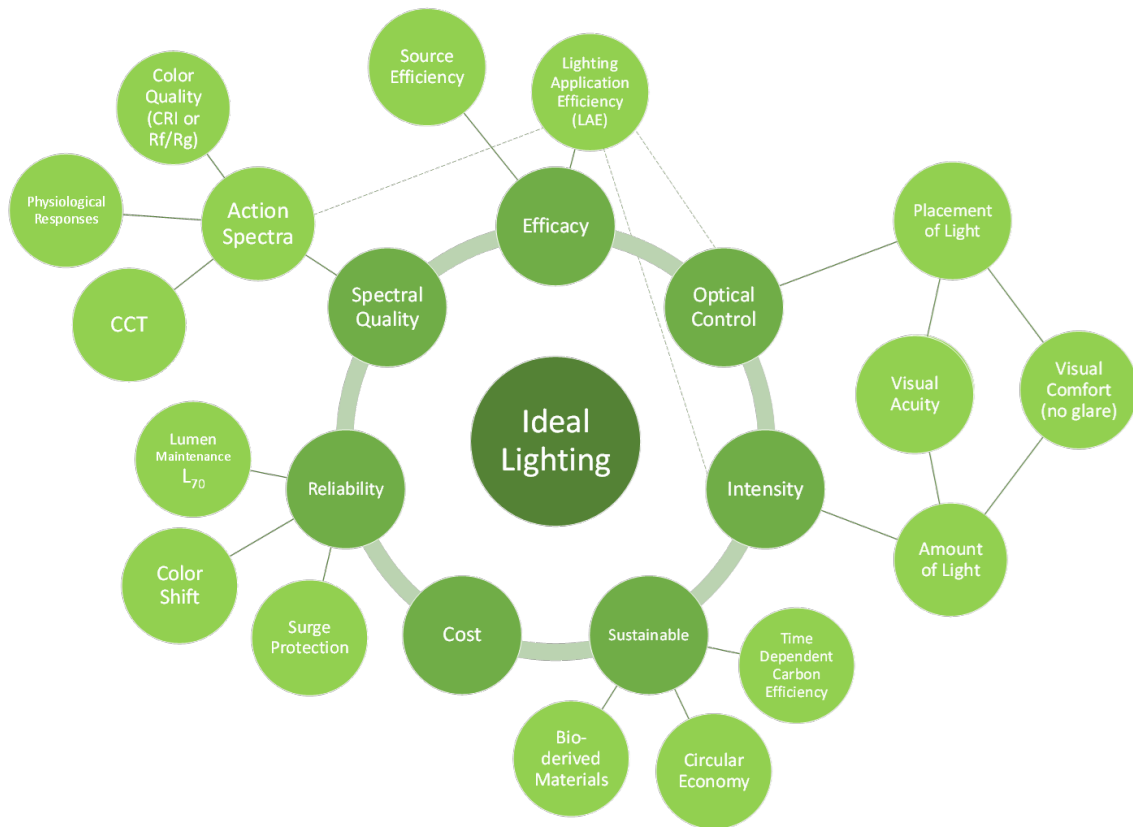 Source
Efficiency
Lighting
Application
Efficiency
(LAE)
Color
Quality
(CRI or
Rf/Rg)
Physiological
Responses
Action
Spectra
CCT
Efficacy
Spectral
Quality
Optical
Control
Placement
of Light
Visual
Acuity
Visual
Comfort
(no glare)
Ideal
Lighting
Lumen
Maintenance
L70
Reliability
Intensity
Amount
of Light
Color
Shift
Surge
Protection
Cost
Sustainable
Time
Dependent
Carbon
Efficiency
Bio-
derived
Materials
Circular
Economy